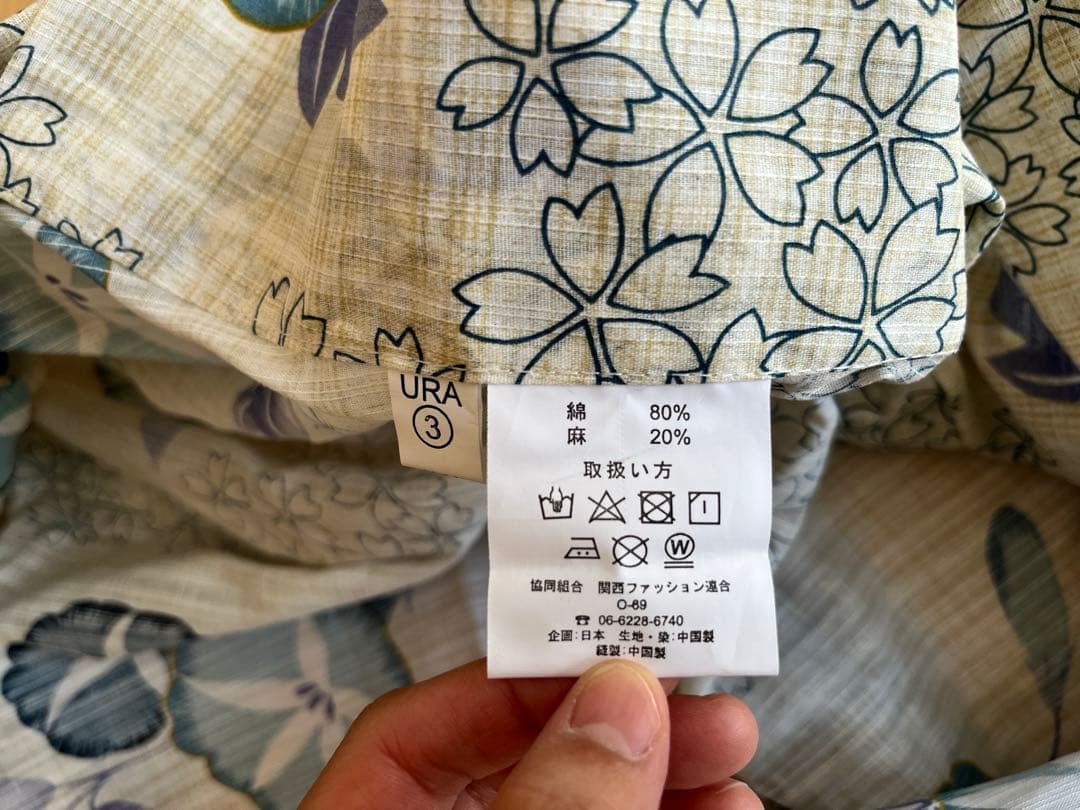 URA
③
綿 80%
麻 20%
取扱い方
W
協同組合 関西ファッション連合
O-69
☎ 06-6228-6740
企画:日本 生地・染:中国製
縫製:中国製